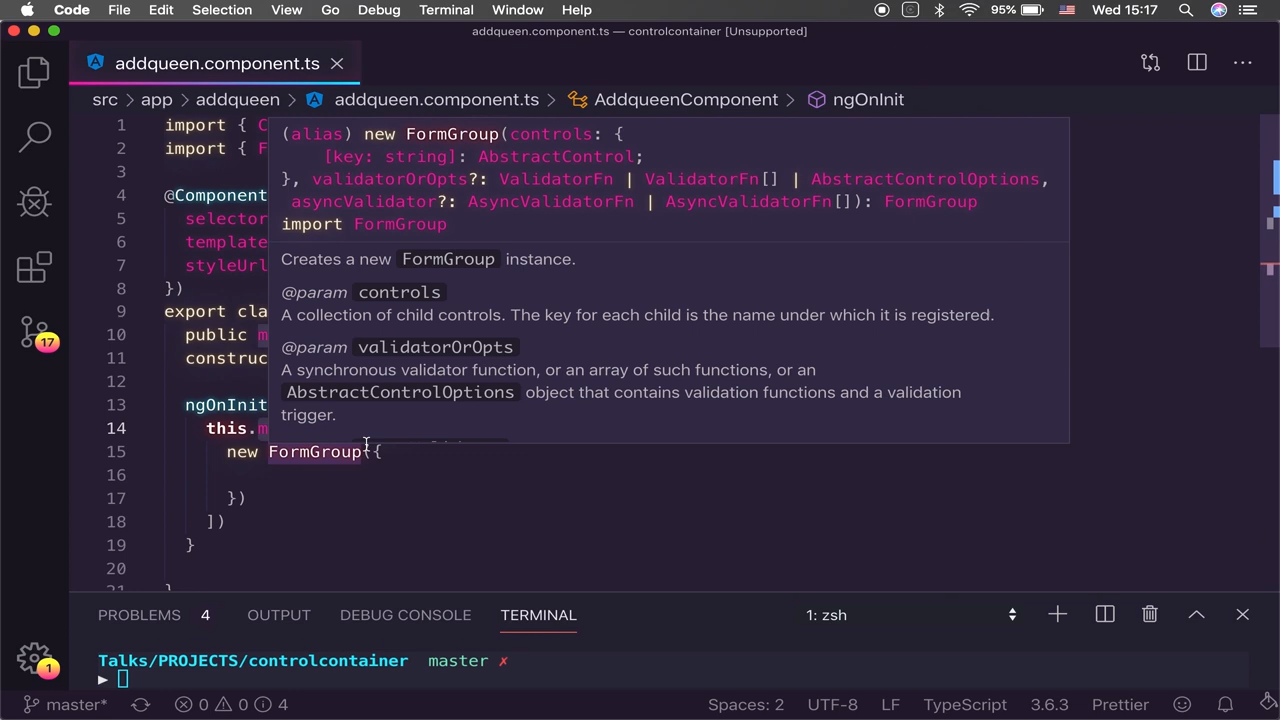 Code File Edit Selection View Go Debug Terminal Window Help 95% Wed 15:17
addqueen.component.ts — controlcontainer [Unsupported]
addqueen.component.ts
src > app > addqueen > addqueen.component.ts > AddqueenComponent > ngOnInit
1 import { C
2 import { F
3
4 @Component
5 selector
6 template
7 styleUrl
8 })
9 export cla
10 public m
11 construc
12
13 ngOnInit
14 this.m
15 new FormGroup({
16
17 })
18 ])
19 }
20
21 }
(alias) new FormGroup(controls: {
[key: string]: AbstractControl;
}, validatorOrOpts?: ValidatorFn | ValidatorFn[] | AbstractControlOptions,
asyncValidator?: AsyncValidatorFn | AsyncValidatorFn[]): FormGroup
import FormGroup
Creates a new FormGroup instance.
@param controls
A collection of child controls. The key for each child is the name under which it is registered.
@param validatorOrOpts
A synchronous validator function, or an array of such functions, or an
AbstractControlOptions object that contains validation functions and a validation
trigger.
17
1
PROBLEMS 4 OUTPUT DEBUG CONSOLE TERMINAL 1: zsh
Talks/PROJECTS/controlcontainer master ✗
master* 0 0 4 Spaces: 2 UTF-8 LF TypeScript 3.6.3 Prettier